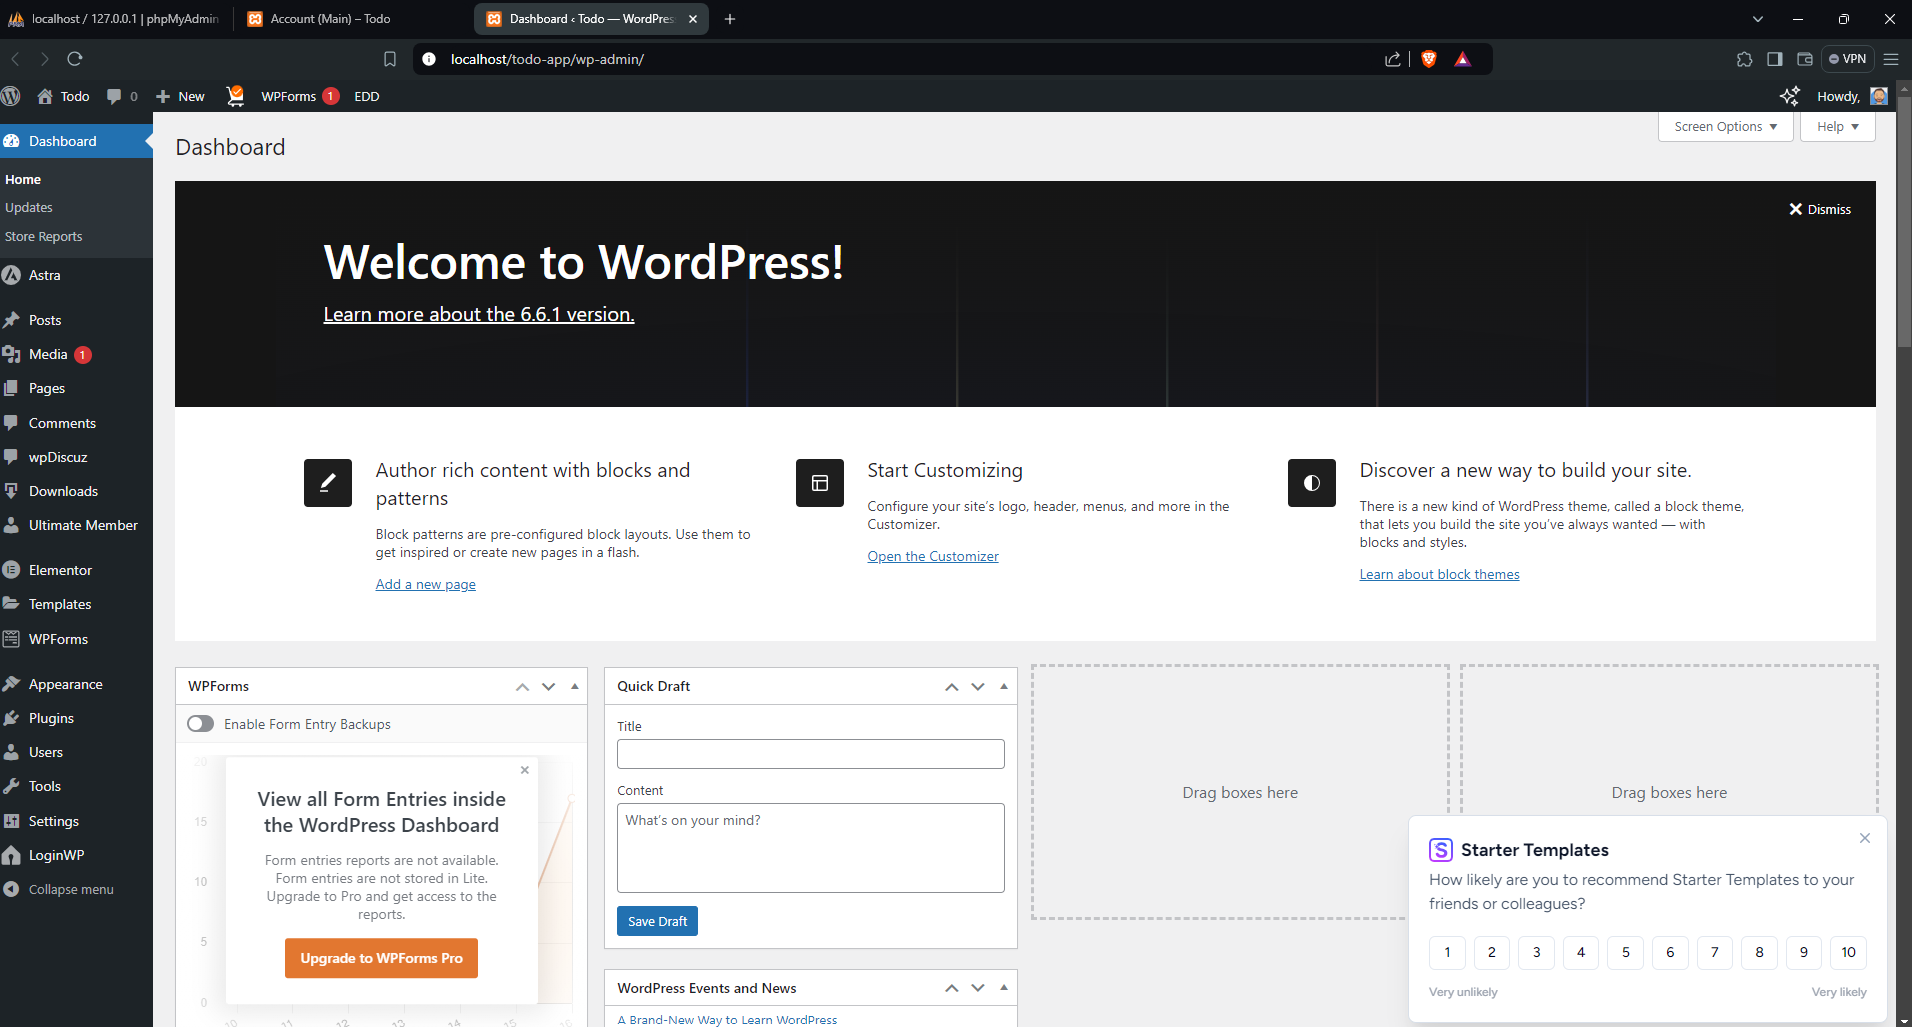 localhost / 127.0.0.1 | phpMyAdmin
Account (Main) – Todo
Dashboard ‹ Todo — WordPres
localhost/todo-app/wp-admin/
VPN
Todo
0
New
WPForms 1
EDD
Howdy,
Dashboard
Home
Updates
Store Reports
Astra
Posts
Media 1
Pages
Comments
wpDiscuz
Downloads
Ultimate Member
Elementor
Templates
WPForms
Appearance
Plugins
Users
Tools
Settings
LoginWP
Collapse menu
Screen Options
Help
Dashboard
Dismiss
Welcome to WordPress!
Learn more about the 6.6.1 version.
Author rich content with blocks and
patterns
Block patterns are pre-configured block layouts. Use them to
get inspired or create new pages in a flash.
Add a new page
Start Customizing
Configure your site's logo, header, menus, and more in the
Customizer.
Open the Customizer
Discover a new way to build your site.
There is a new kind of WordPress theme, called a block theme,
that lets you build the site you've always wanted — with
blocks and styles.
Learn about block themes
WPForms
Enable Form Entry Backups
20
15
10
5
0
10
11
12
13
14
15
16
View all Form Entries inside
the WordPress Dashboard
Form entries reports are not available.
Form entries are not stored in Lite.
Upgrade to Pro and get access to the
reports.
Upgrade to WPForms Pro
Quick Draft
Title
Content
What's on your mind?
Save Draft
WordPress Events and News
A Brand-New Way to Learn WordPress
Drag boxes here
Drag boxes here
Starter Templates
How likely are you to recommend Starter Templates to your
friends or colleagues?
1 2 3 4 5 6 7 8 9 10
Very unlikely
Very likely